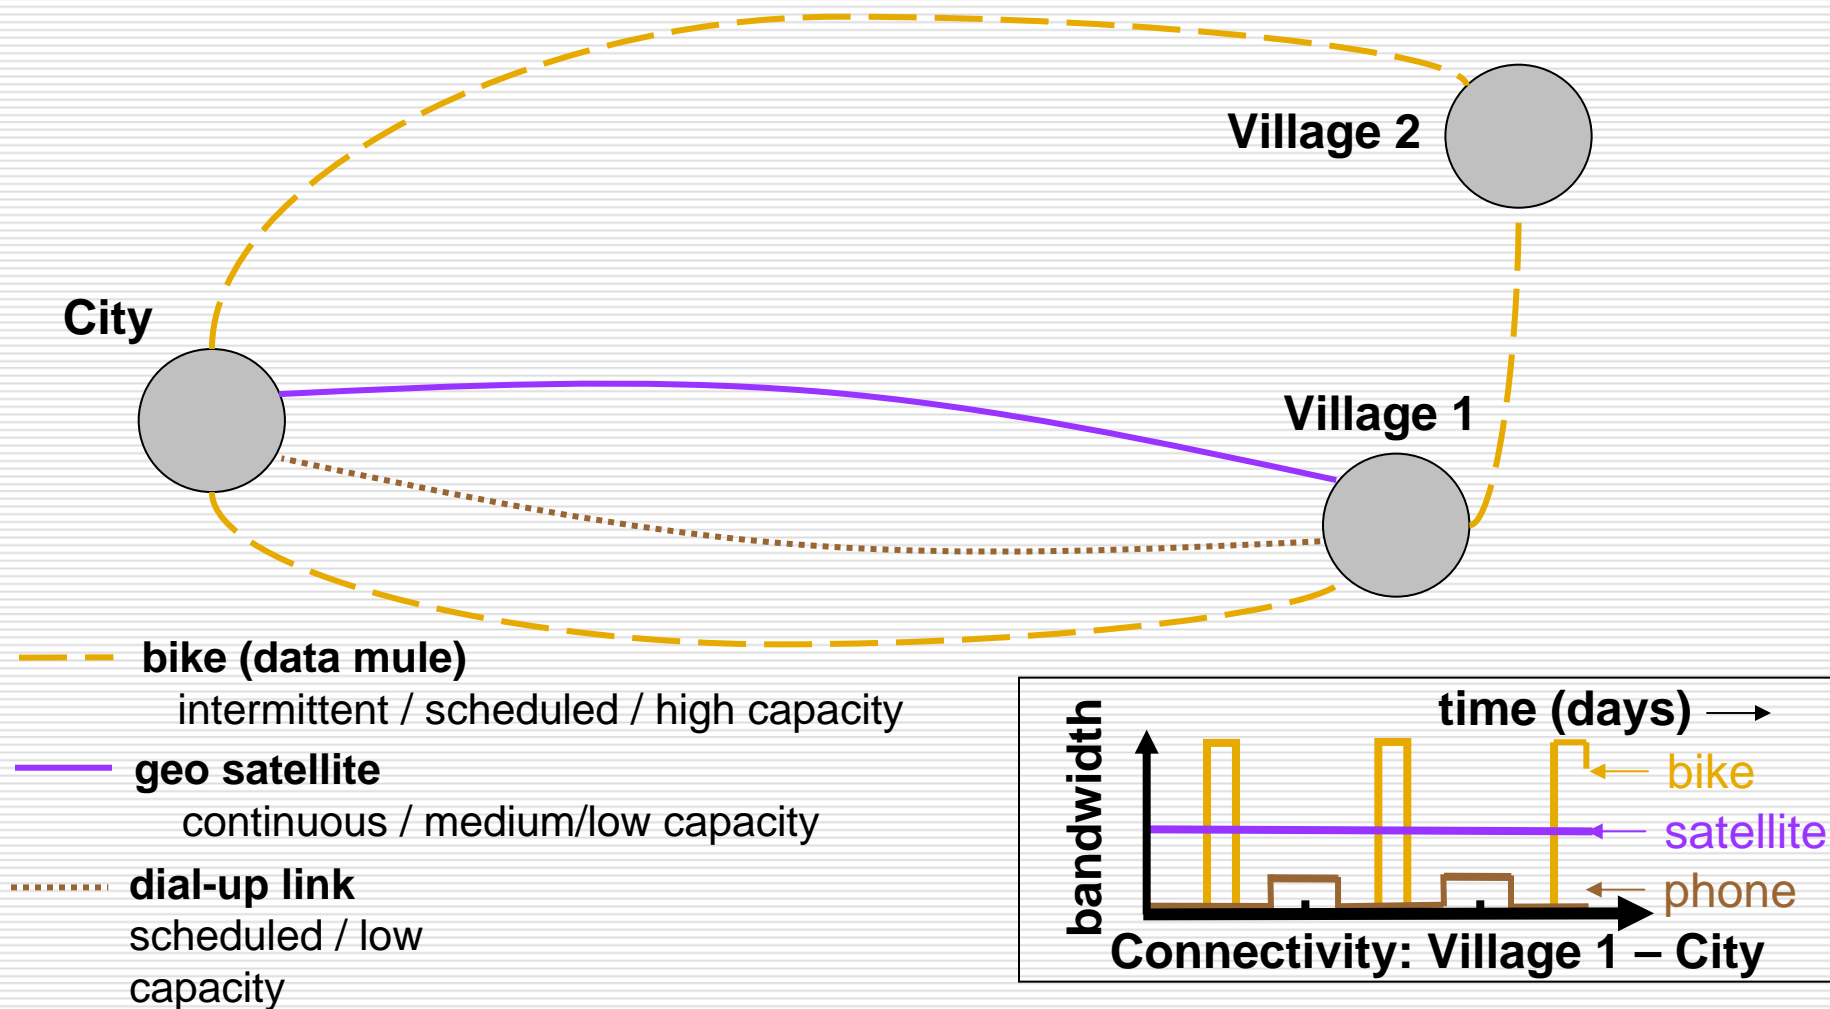 Village 2
City
Village 1
bike (data mule)
intermittent / scheduled / high capacity
geo satellite
continuous / medium/low capacity
dial-up link
scheduled / low
capacity
time (days)
bandwidth
bike
satellite
phone
Connectivity: Village 1 – City